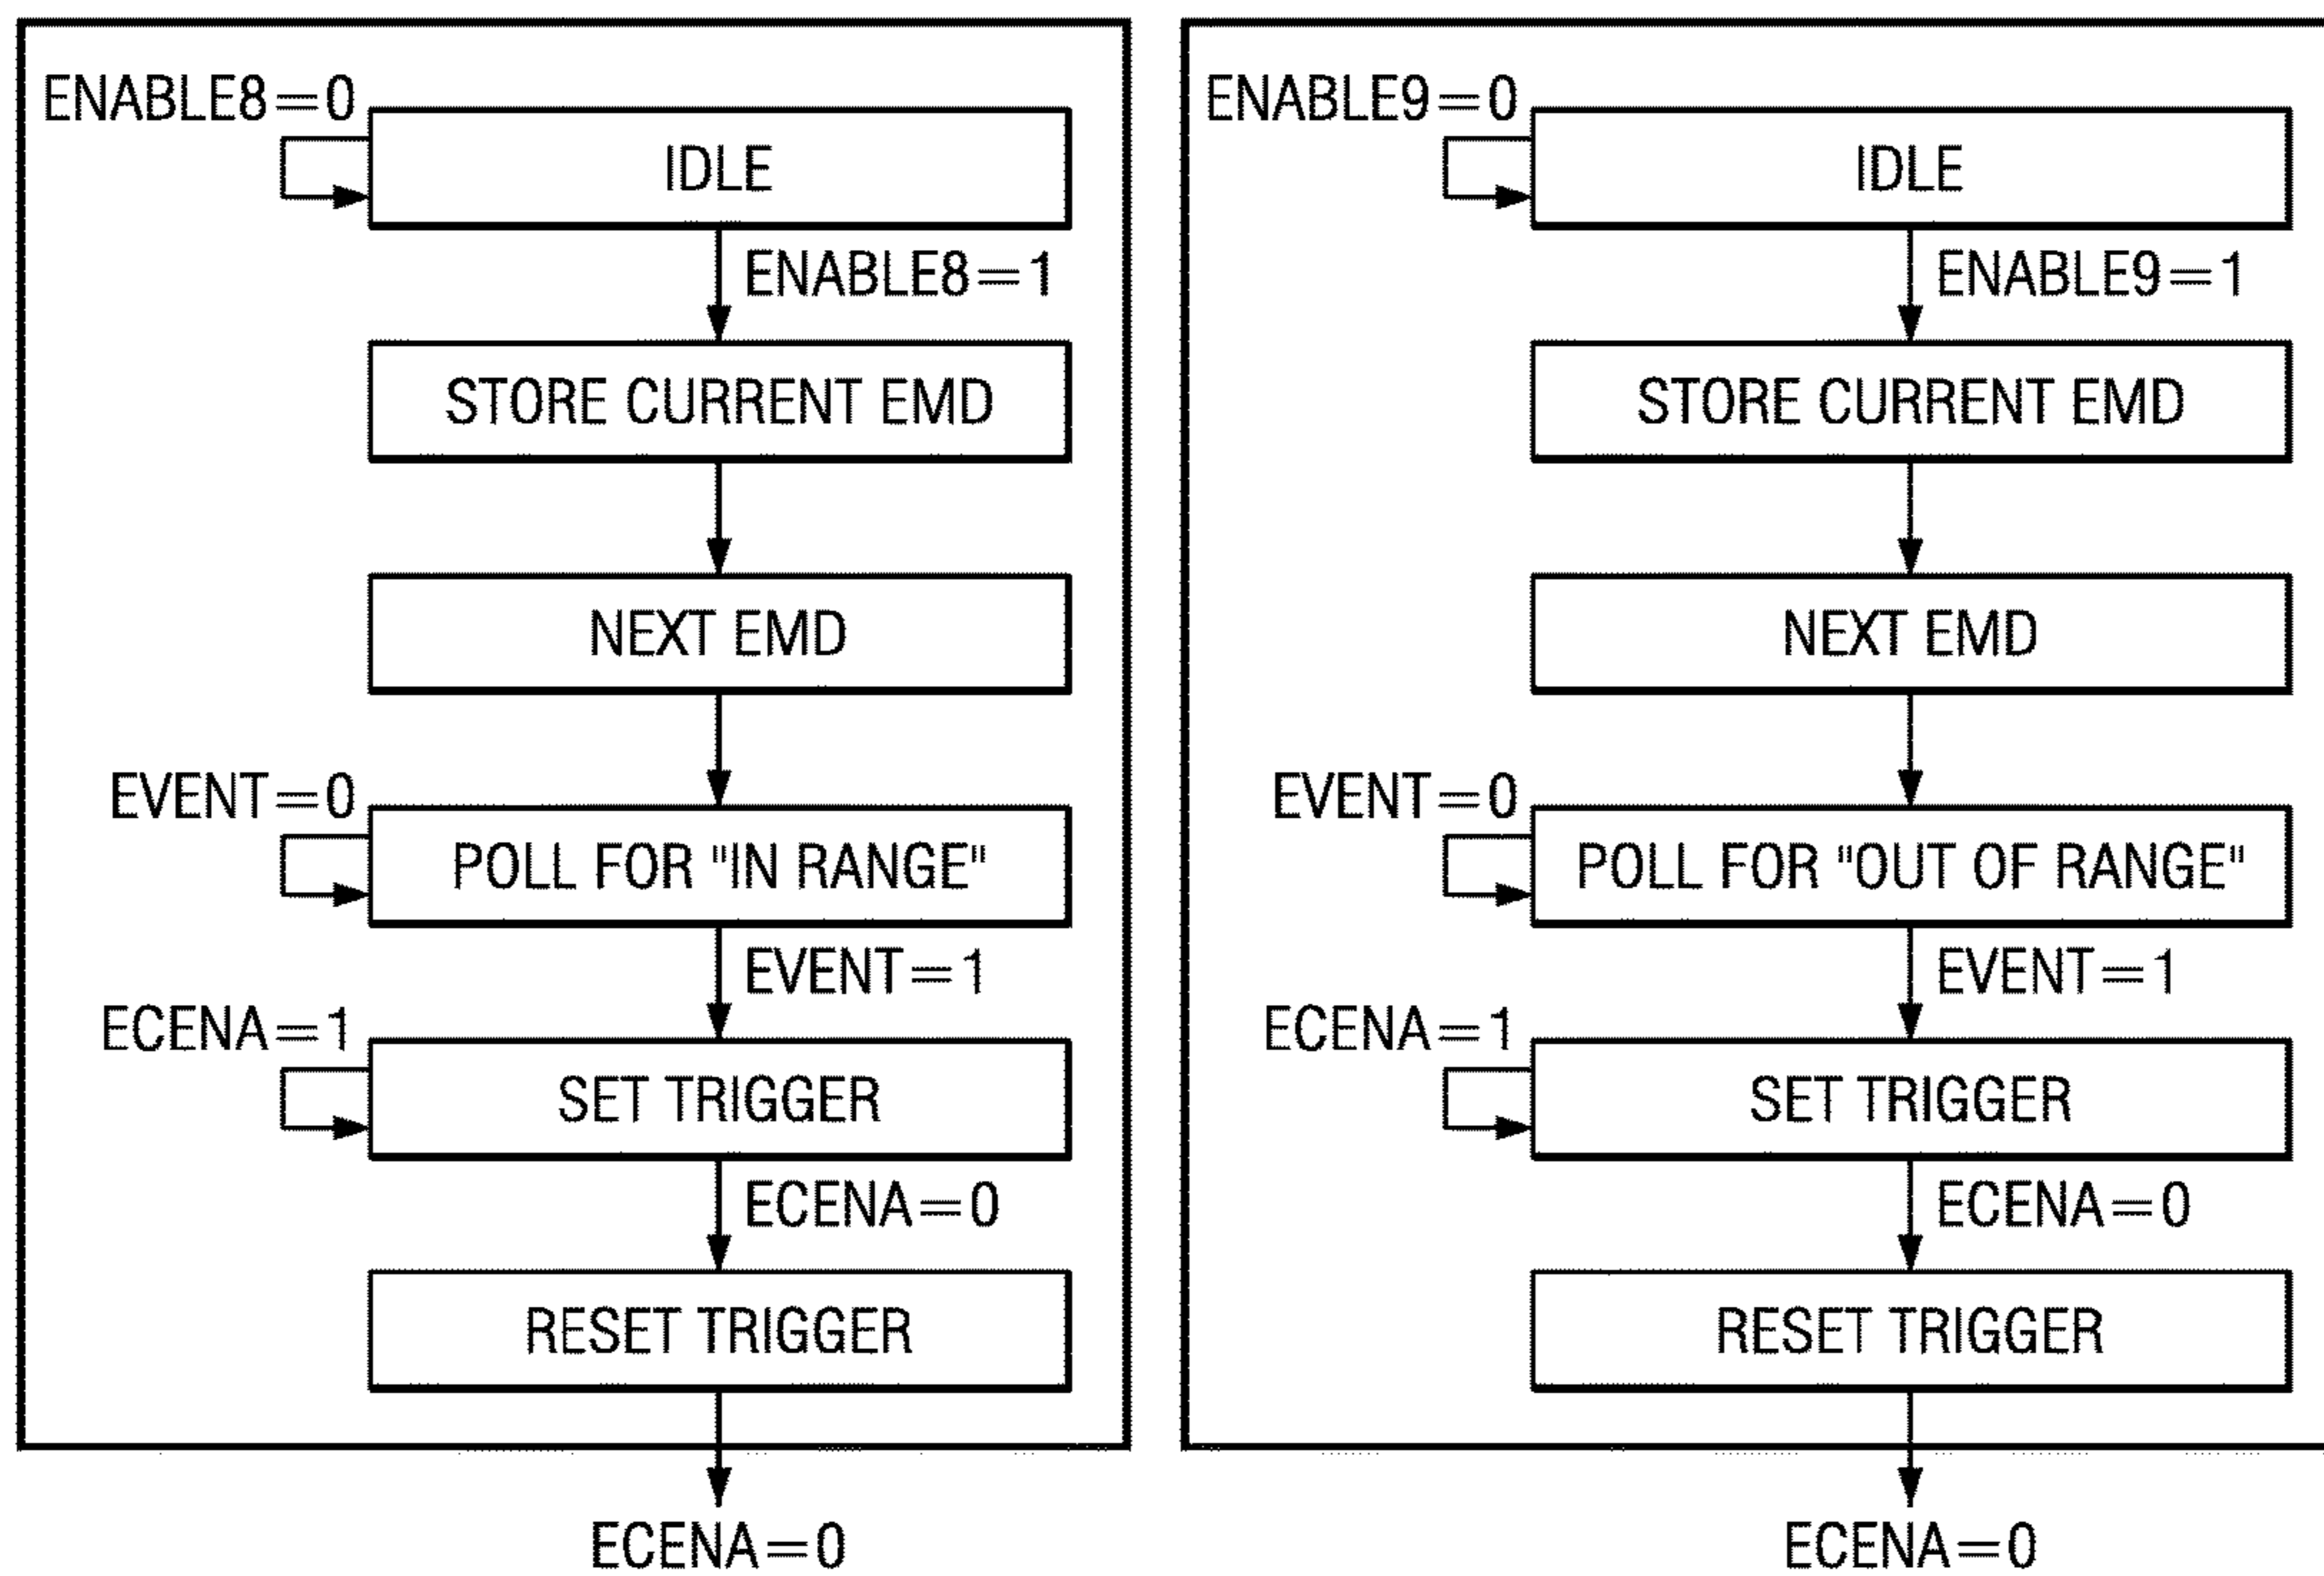 ENABLE8=0
IDLE
ENABLE8=1
STORE CURRENT EMD
NEXT EMD
EVENT=0
POLL FOR "IN RANGE"
EVENT=1
ECENA=1
SET TRIGGER
ECENA=0
RESET TRIGGER
ECENA=0
ENABLE9=0
IDLE
ENABLE9=1
STORE CURRENT EMD
NEXT EMD
EVENT=0
POLL FOR "OUT OF RANGE"
EVENT=1
ECENA=1
SET TRIGGER
ECENA=0
RESET TRIGGER
ECENA=0